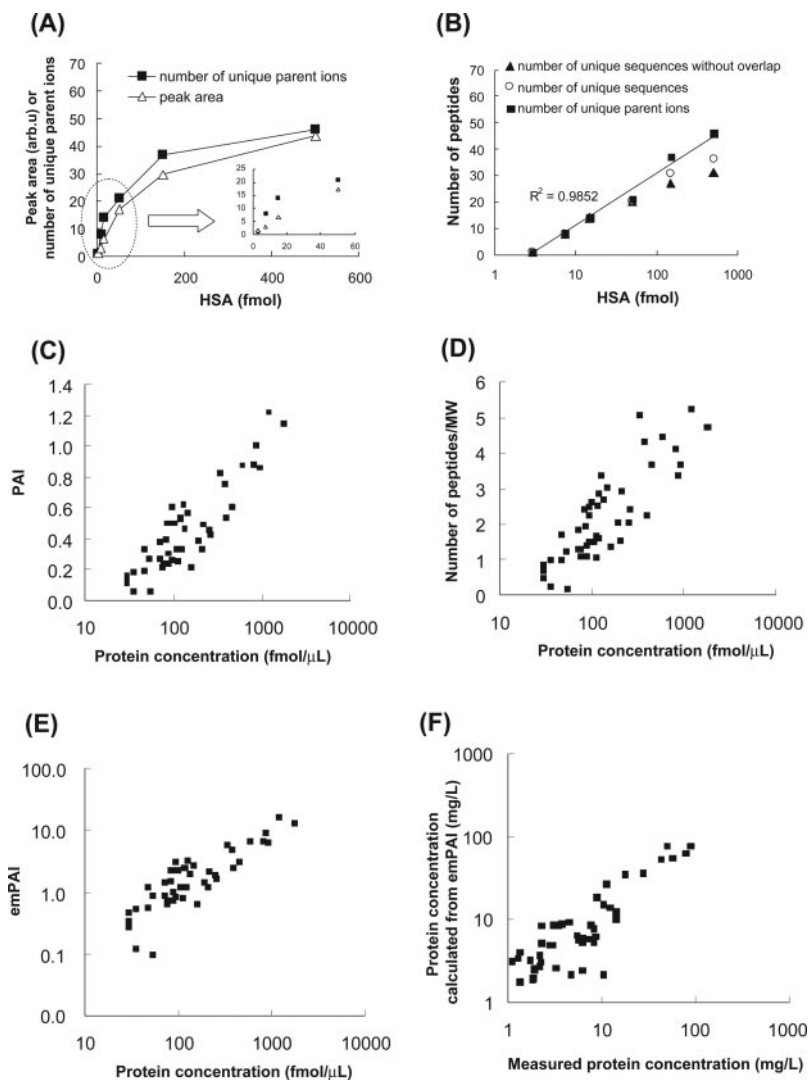 (A)
Peak area (arb.u) or
number of unique parent ions
70
60
50
40
30
20
10
0
number of unique parent ions
peak area
25
20
15
10
5
0
0 20 40 60
0 200 400 600
HSA (fmol)
(B)
Number of peptides
70
60
50
40
30
20
10
0
number of unique sequences without overlap
number of unique sequences
number of unique parent ions
R² = 0.9852
1 10 100 1000
HSA (fmol)
(C)
PAI
1.4
1.2
1.0
0.8
0.6
0.4
0.2
0.0
10 100 1000 10000
Protein concentration (fmol/μL)
(D)
Number of peptides/MW
6
5
4
3
2
1
0
10 100 1000 10000
Protein concentration (fmol/μL)
(E)
emPAI
100.0
10.0
1.0
0.1
0.0
10 100 1000 10000
Protein concentration (fmol/μL)
(F)
Protein concentration
calculated from emPAI (mg/L)
1000
100
10
1
1 10 100 1000
Measured protein concentration (mg/L)